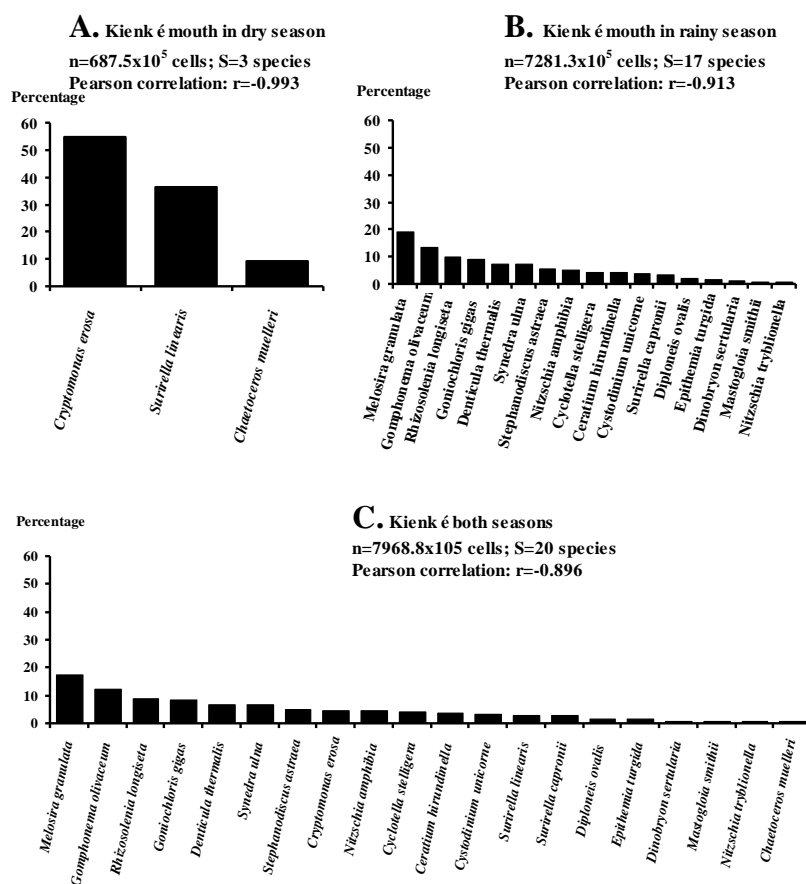 A. Kienk é mouth in dry season
n=687.5x10⁵ cells; S=3 species
Pearson correlation: r=-0.993
Percentage
60
50
40
30
20
10
0
Cryptomonas erosa
Surirella linearis
Chaetoceros muelleri
B. Kienk é mouth in rainy season
n=7281.3x10⁵ cells; S=17 species
Pearson correlation: r=-0.913
Percentage
60
50
40
30
20
10
0
Melosira granulata
Gomphonema olivaceum
Rhizosolenia longiseta
Goniochloris gigas
Denticula thermalis
Synedra ulna
Stephanodiscus astraea
Nitzschia amphibia
Cyclotella stelligera
Ceratium hirundinella
Cystodinium unicorne
Surirella capronii
Diploneis ovalis
Epithemia turgida
Dinobryon sertularia
Mastogloia smithii
Nitzschia tryblionella
C. Kienk é both seasons
n=7968.8x105 cells; S=20 species
Pearson correlation: r=-0.896
Percentage
60
50
40
30
20
10
0
Melosira granulata
Gomphonema olivaceum
Rhizosolenia longiseta
Goniochloris gigas
Denticula thermalis
Synedra ulna
Stephanodiscus astraea
Cryptomonas erosa
Nitzschia amphibia
Cyclotella stelligera
Ceratium hirundinella
Cystodinium unicorne
Surirella linearis
Surirella capronii
Diploneis ovalis
Epithemia turgida
Dinobryon sertularia
Mastogloia smithii
Nitzschia tryblionella
Chaetoceros muelleri